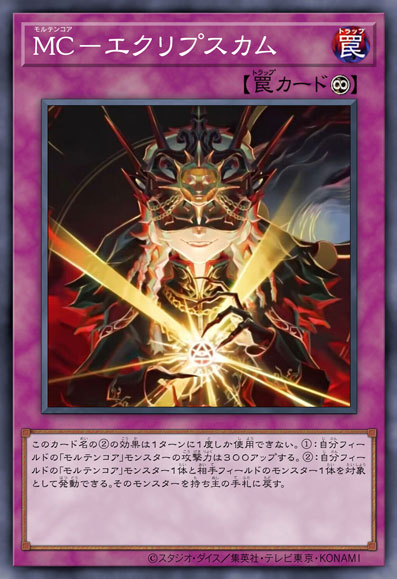 モルテンコア
MC－エクリプスカム
トラップ
罠
【罠カード】
トラップ
このカード名の②の効果は1ターンに1度しか使用できない。①：自分フィー
ルドの「モルテンコア」モンスターの攻撃力は３００アップする。②：自分フィ
ールドの「モルテンコア」モンスター1体と相手フィールドのモンスター1体を対象
として発動できる。そのモンスターを持ち主の手札に戻す。
©スタジオ・ダイス／集英社・テレビ東京・KONAMI